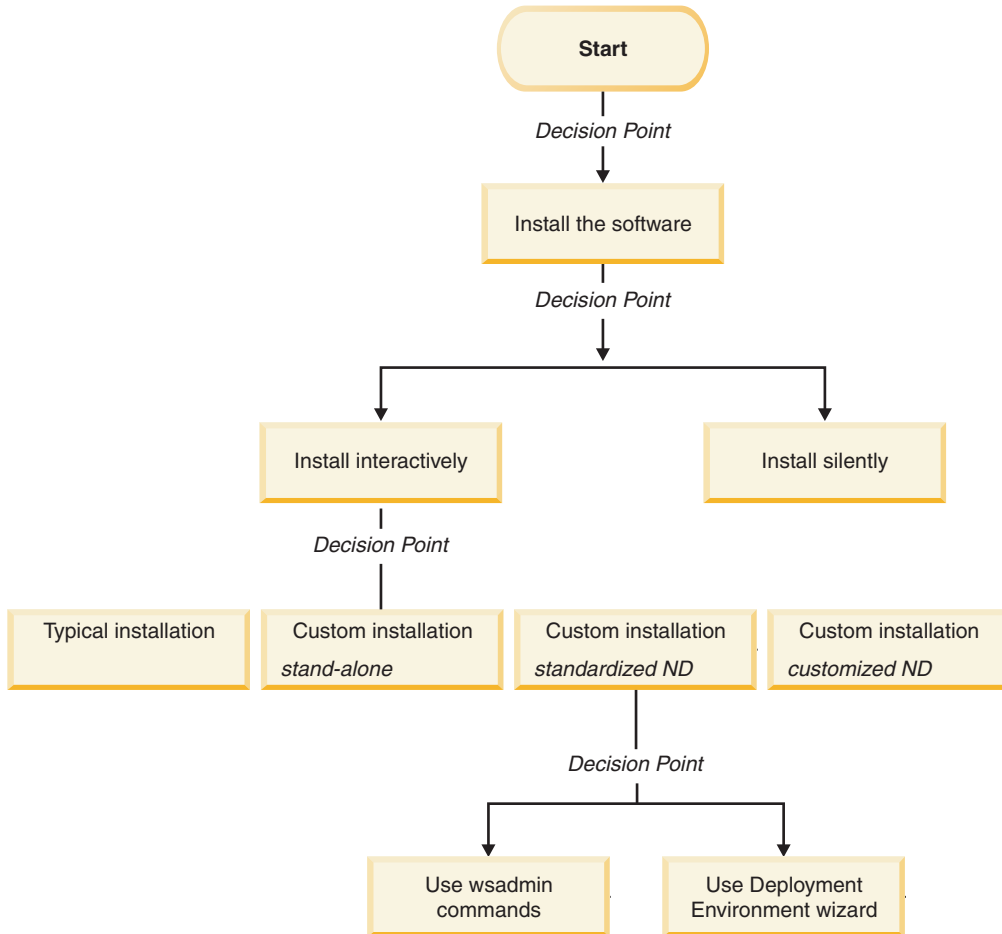 Start
Decision Point
Install the software
Decision Point
Install interactively
Install silently
Decision Point
Typical installation
Custom installation
stand-alone
Custom installation
standardized ND
Custom installation
customized ND
Decision Point
Use wsadmin
commands
Use Deployment
Environment wizard